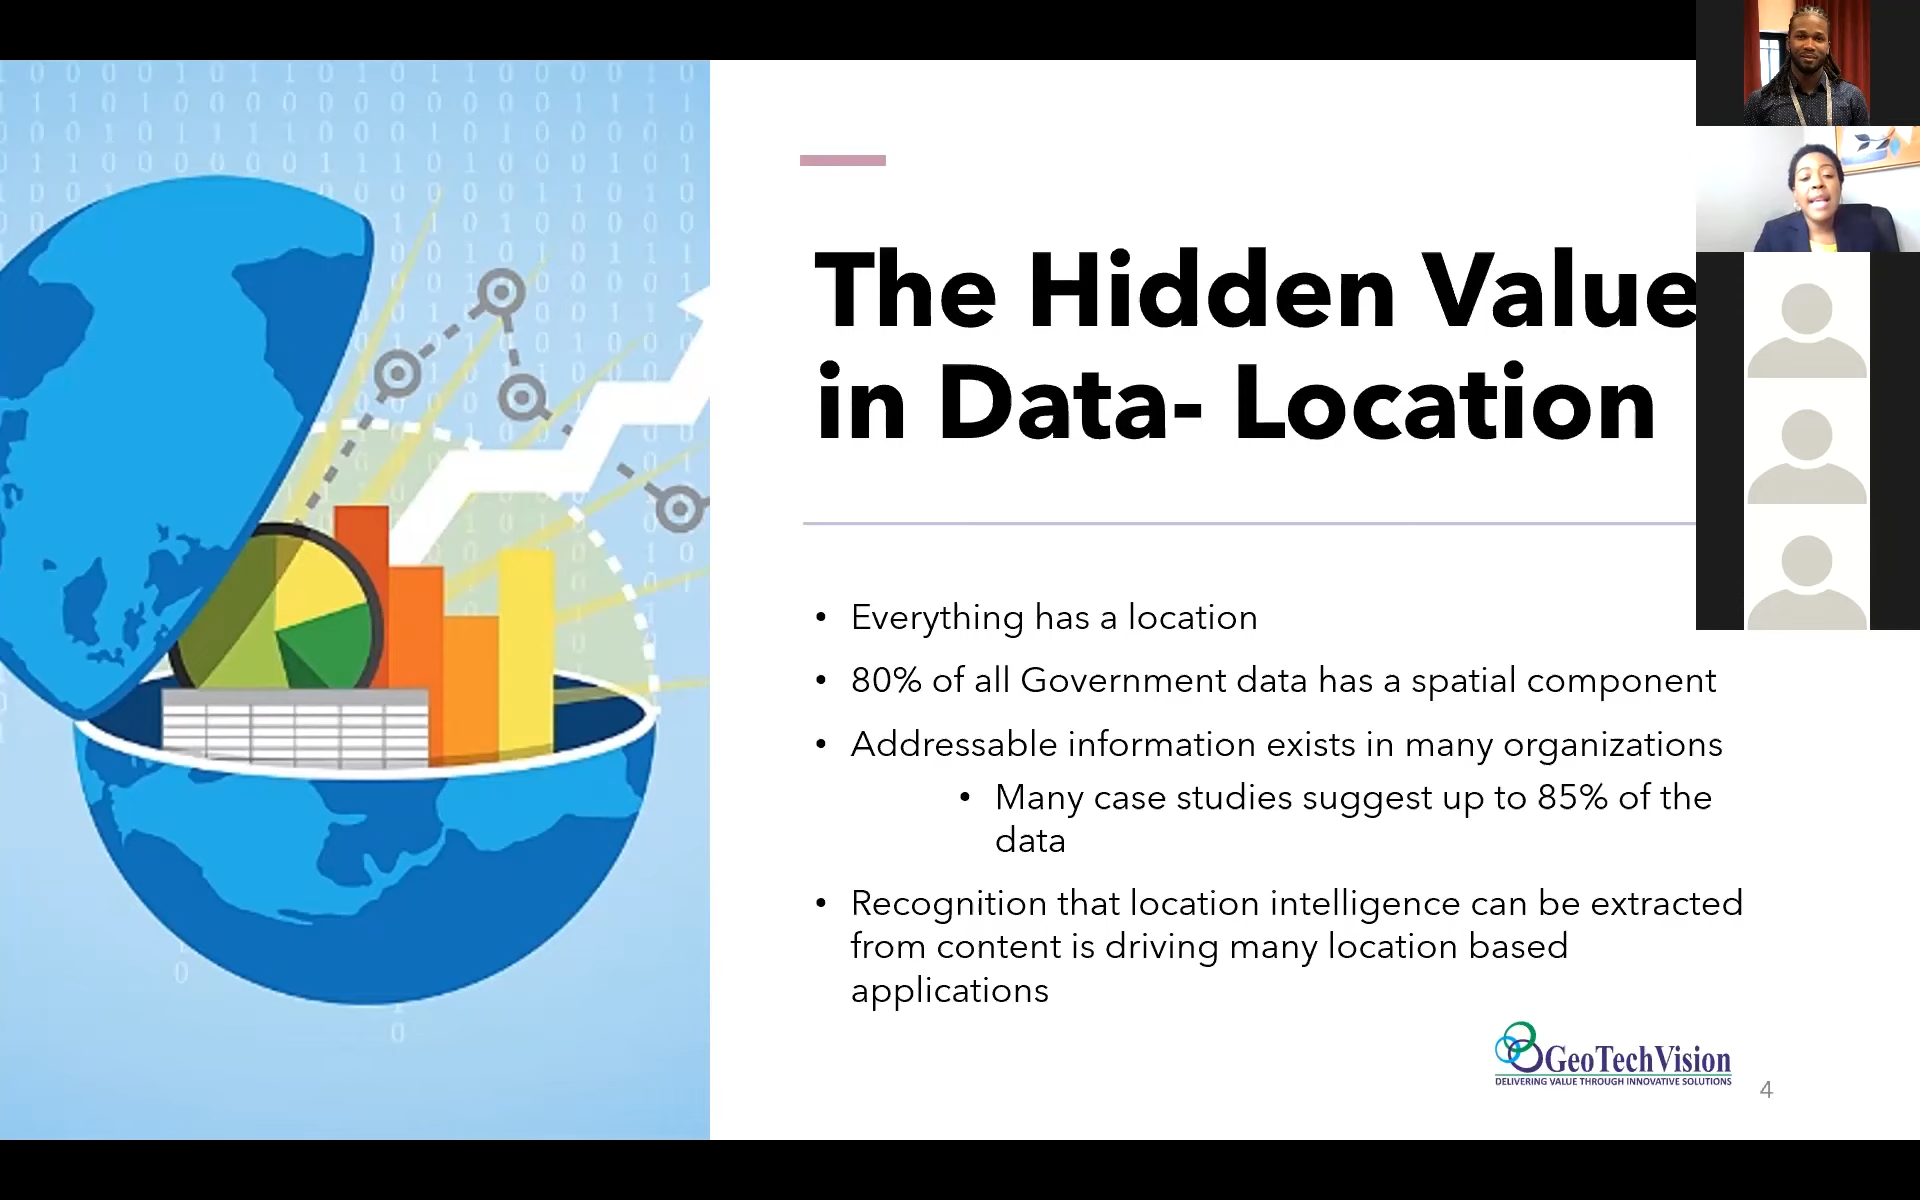 The Hidden Value
in Data- Location
• Everything has a location
• 80% of all Government data has a spatial component
• Addressable information exists in many organizations
• Many case studies suggest up to 85% of the
data
• Recognition that location intelligence can be extracted
from content is driving many location based
applications
GeoTechVision
DELIVERING VALUE THROUGH INNOVATIVE SOLUTIONS
4